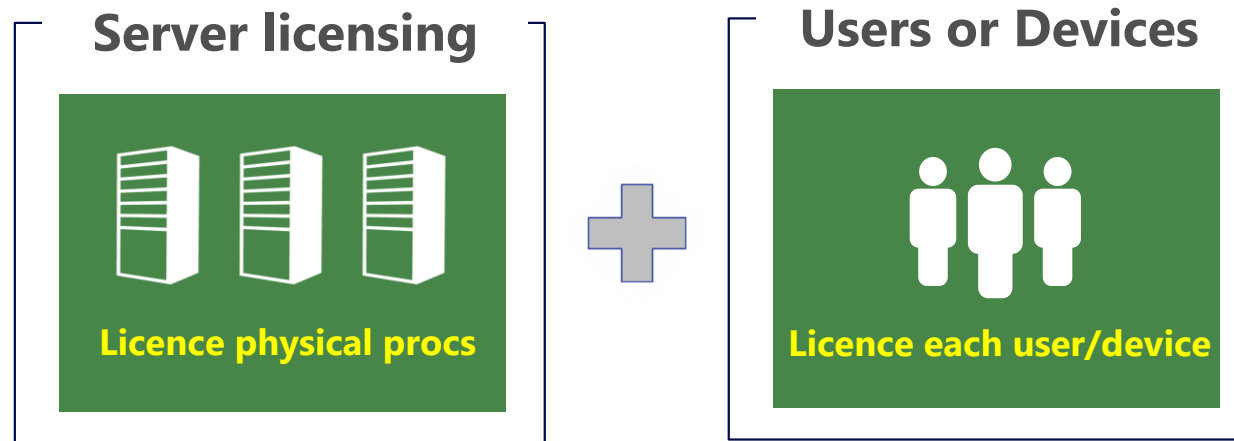 Server licensing
Licence physical procs
Users or Devices
Licence each user/device